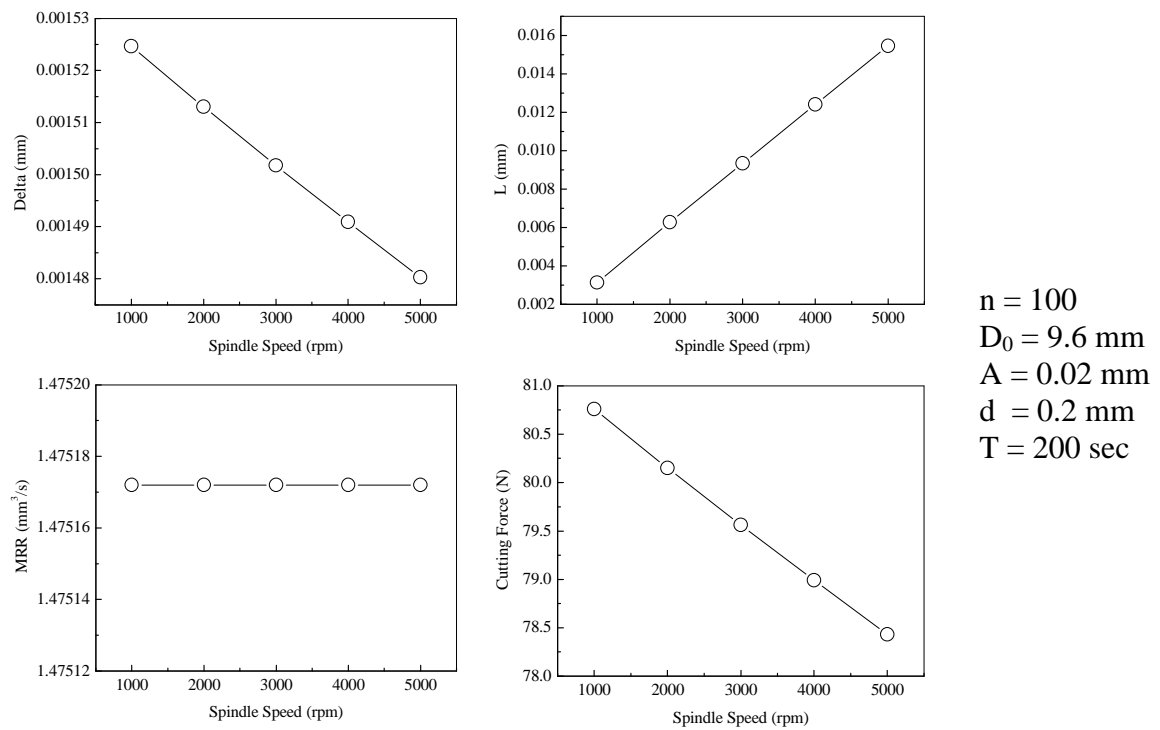 0.00153
0.00152
0.00151
0.00150
0.00149
0.00148
Delta (mm)
1000 2000 3000 4000 5000
Spindle Speed (rpm)
0.016
0.014
0.012
0.010
0.008
0.006
0.004
0.002
L (mm)
1000 2000 3000 4000 5000
Spindle Speed (rpm)
1.47520
1.47518
1.47516
1.47514
1.47512
MRR (mm³/s)
1000 2000 3000 4000 5000
Spindle Speed (rpm)
81.0
80.5
80.0
79.5
79.0
78.5
78.0
Cutting Force (N)
1000 2000 3000 4000 5000
Spindle Speed (rpm)
n = 100
D₀ = 9.6 mm
A = 0.02 mm
d = 0.2 mm
T = 200 sec